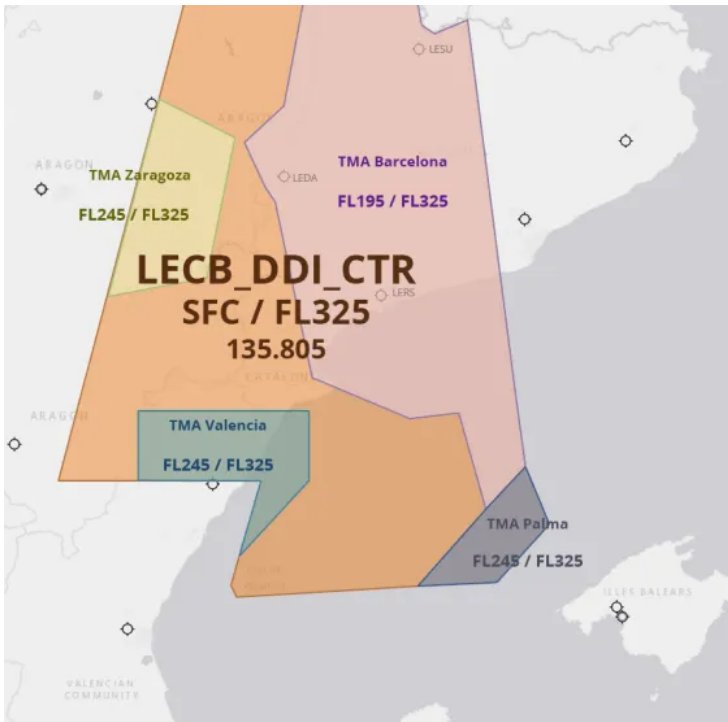 LESU
ARAGON
TMA Barcelona
ARAGON
TMA Zaragoza
LEDA
FL195 / FL325
FL245 / FL325
LECB_DDI_CTR
SFC / FL325
LERS
135.805
ARAGON
TMA Valencia
FL245 / FL325
TMA Palma
FL245 / FL325
ILLES BALEARS
VALENCIAN
COMMUNITY